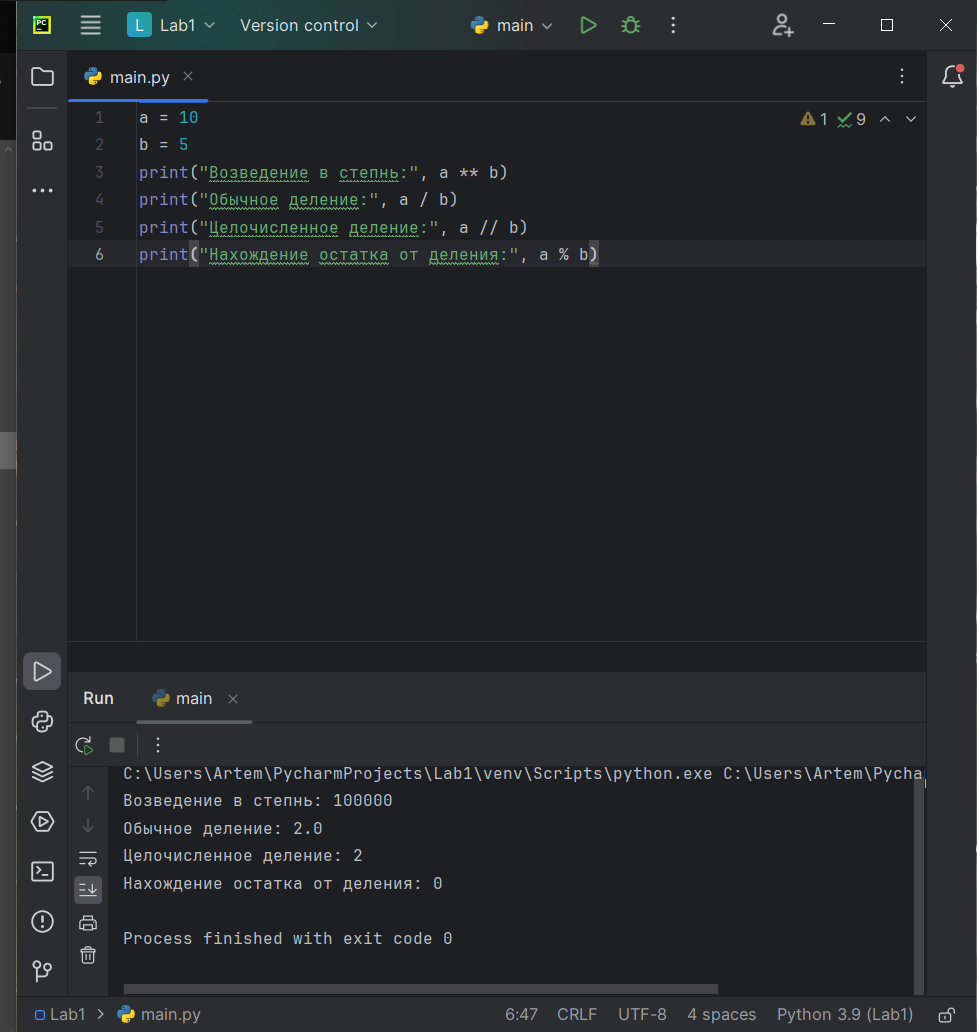 PC
L Lab1 Version control main
main.py
1 a = 10
1 9
2 b = 5
3 print("Возведение в степнь:", a ** b)
4 print("Обычное деление:", a / b)
5 print("Целочисленное деление:", a // b)
6 print("Нахождение остатка от деления:", a % b)
Run main
C:\Users\Artem\PycharmProjects\Lab1\venv\Scripts\python.exe C:\Users\Artem\Pycha
Возведение в степнь: 100000
Обычное деление: 2.0
Целочисленное деление: 2
Нахождение остатка от деления: 0
Process finished with exit code 0
Lab1 > main.py 6:47 CRLF UTF-8 4 spaces Python 3.9 (Lab1)